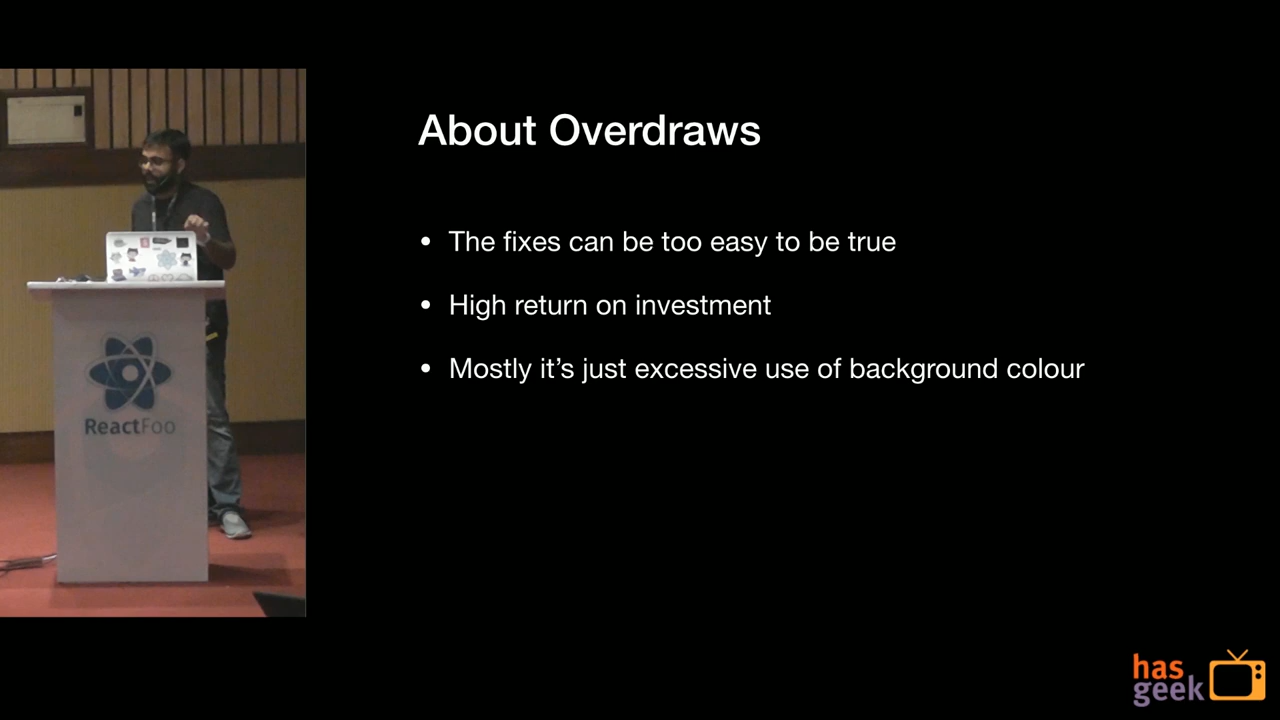 About Overdraws
• The fixes can be too easy to be true
• High return on investment
• Mostly it’s just excessive use of background colour
ReactFoo
has
geek